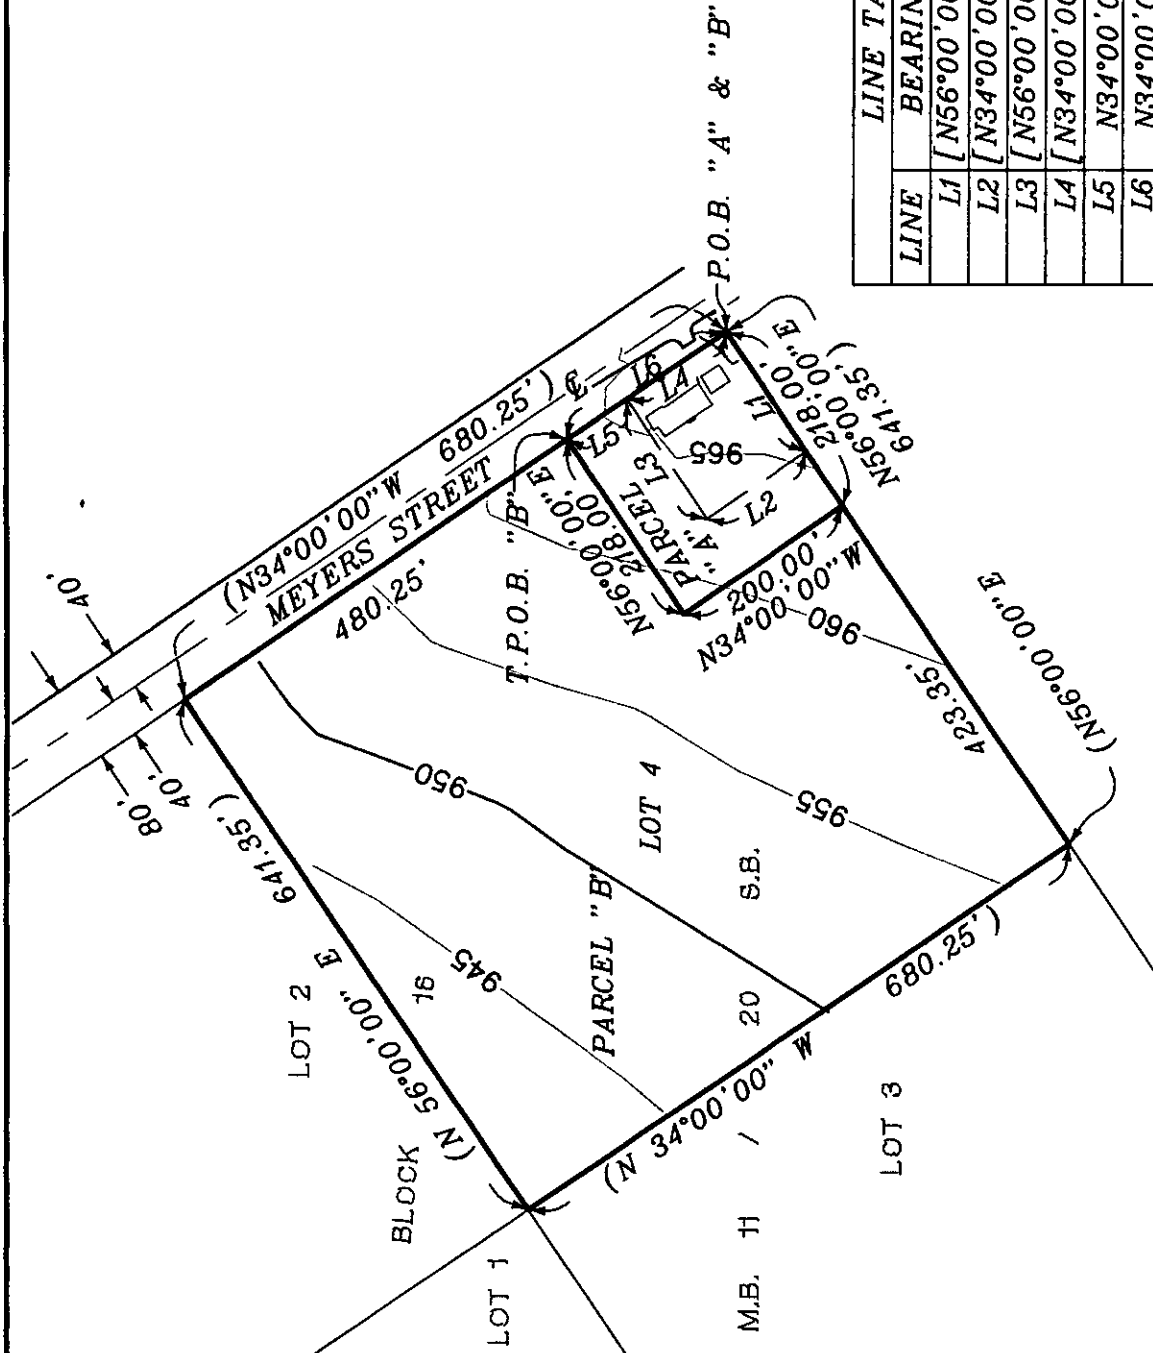 40'
80'
40'
(N34°00'00"W 680.25')
MEYERS STREET
480.25'
(N 56°00'00" E 641.35')
LOT 2
BLOCK 16
LOT 1
945
950
955
960
965
T.P.O.B. "B"
P.O.B. "A" & "B"
N56°00'00"E
218.00'
PARCEL
"A"
L1
L2
L3
L4
L5
L6
218.00'
N56°00'00"E
641.35')
200.00'
N34°00'00"W
423.35'
(N56°00'00"E
PARCEL "B"
LOT 4
M.B. 11 / 20 S.B.
(N 34°00'00" W 680.25')
LOT 3
LINE TA
LINE BEARIN
L1 [N56°00'0
L2 [N34°00'00
L3 [N56°00'0
L4 [N34°00'00
L5 N34°00'0
L6 N34°00'0